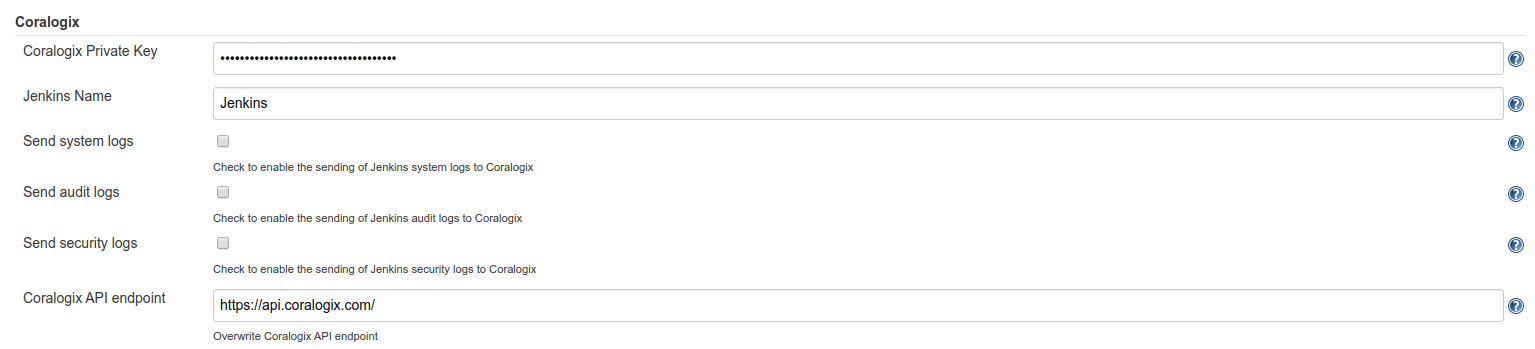 Coralogix
Coralogix Private Key
••••••••••••••••••••••••••••••••••••
Jenkins Name
Jenkins
Send system logs
Check to enable the sending of Jenkins system logs to Coralogix
Send audit logs
Check to enable the sending of Jenkins audit logs to Coralogix
Send security logs
Check to enable the sending of Jenkins security logs to Coralogix
Coralogix API endpoint
https://api.coralogix.com/
Overwrite Coralogix API endpoint